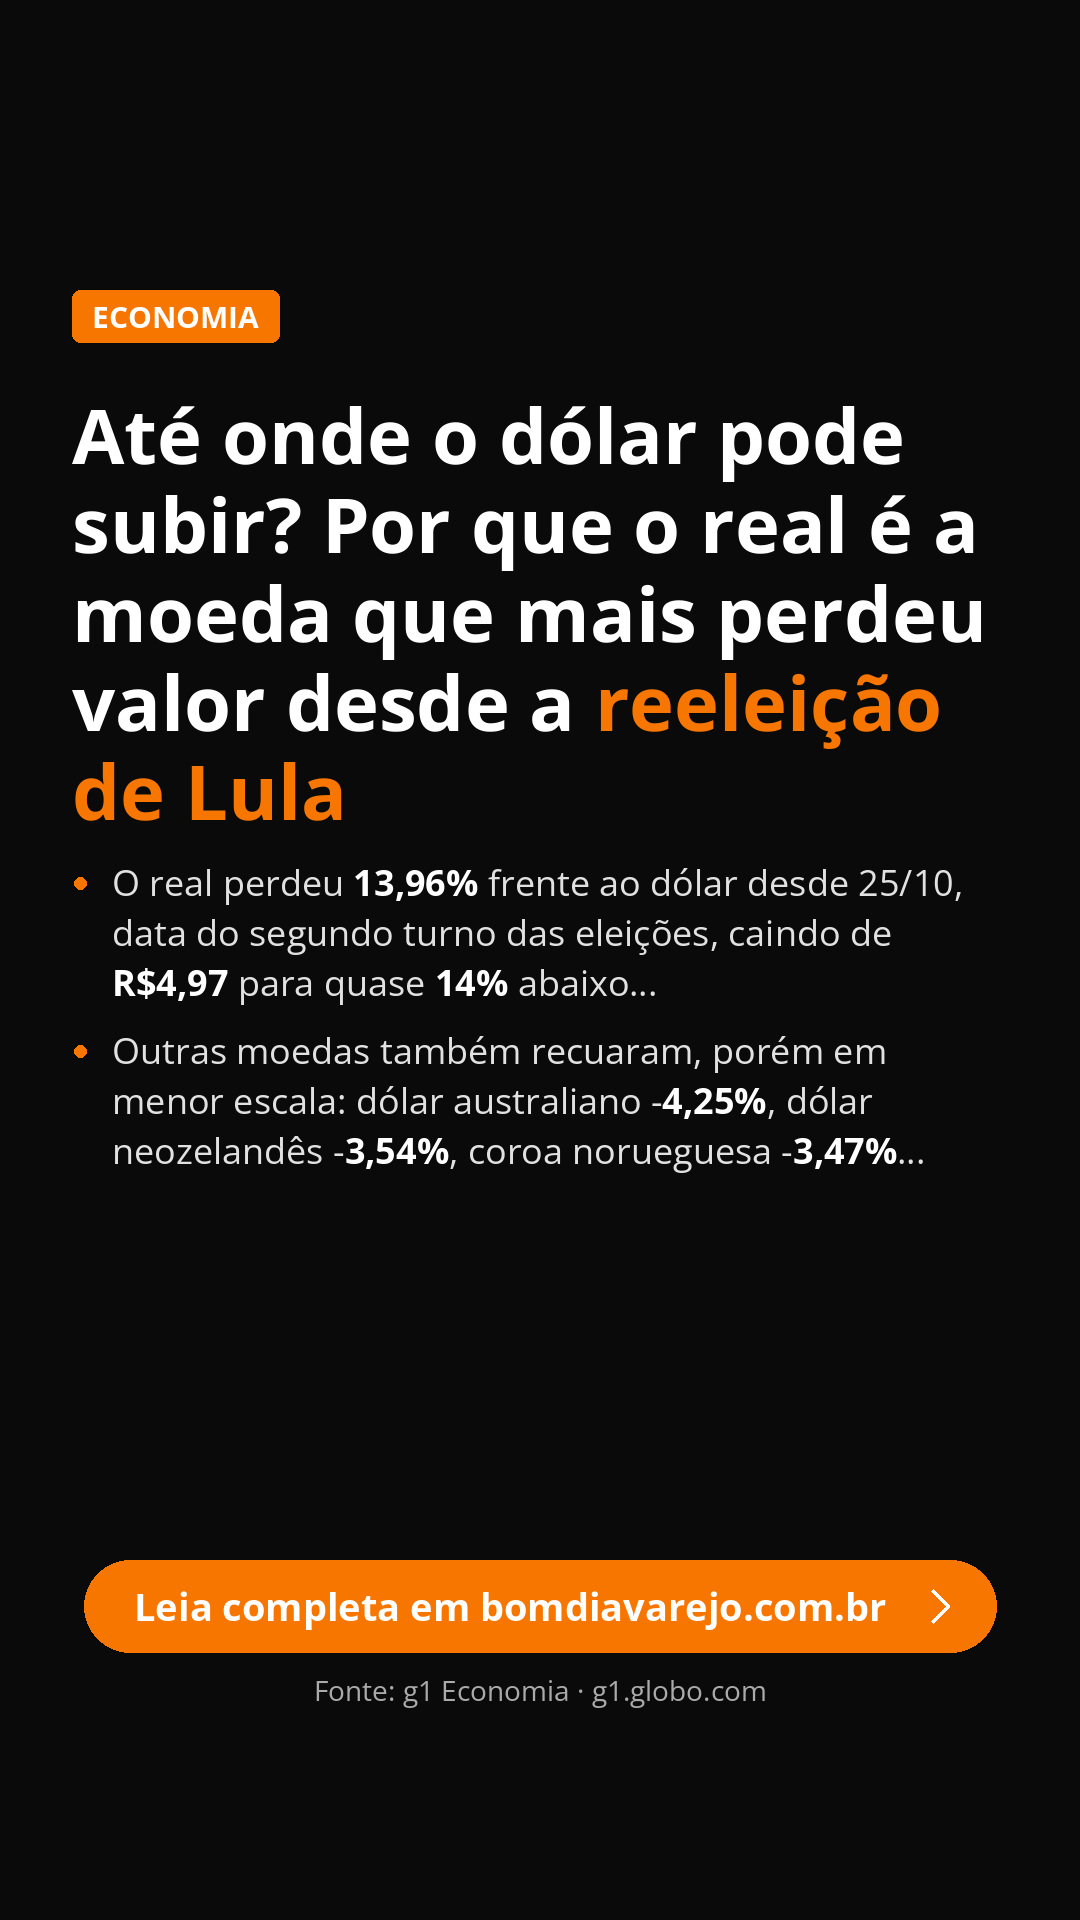 ECONOMIA
Até onde o dólar pode
subir? Por que o real é a
moeda que mais perdeu
valor desde a reeleição
de Lula
• O real perdeu 13,96% frente ao dólar desde 25/10,
data do segundo turno das eleições, caindo de
R$4,97 para quase 14% abaixo...
• Outras moedas também recuaram, porém em
menor escala: dólar australiano -4,25%, dólar
neozelandês -3,54%, coroa norueguesa -3,47%...
Leia completa em bomdiavarejo.com.br
Fonte: g1 Economia · g1.globo.com